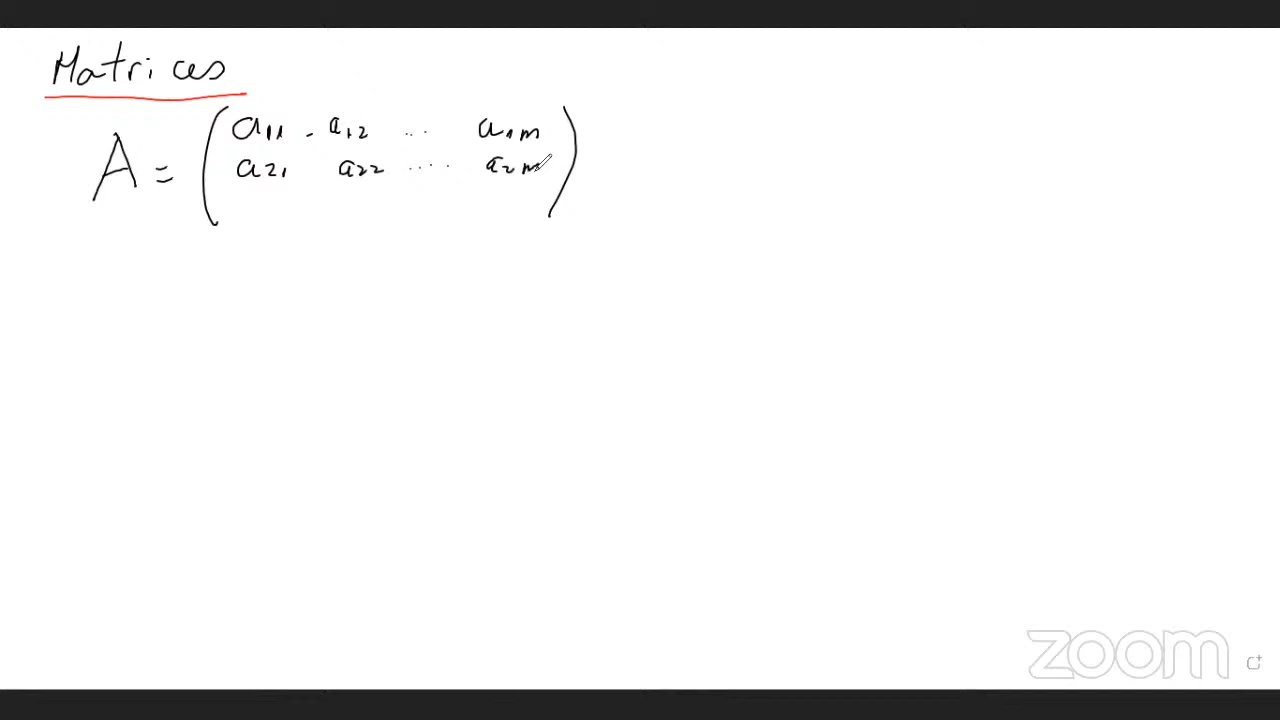 Matrices
A = ( a11 . a12 .. a1m
a21 a22 .... a2m )
zoom